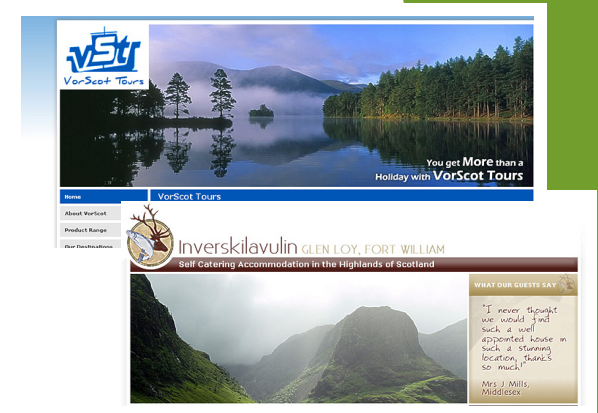 vSt
VorScot Tours
You get More than a
Holiday with VorScot Tours
Home
VorScot Tours
About VorScot
Product Range
Our Destinations
Inverskilavulin GLEN LOY, FORT WILLIAM
Self Catering Accommodation in the Highlands of Scotland
WHAT OUR GUESTS SAY
"I never thought
we would find
such a well
appointed house in
such a stunning
location, thanks
so much!"
Mrs J Mills,
Middlesex